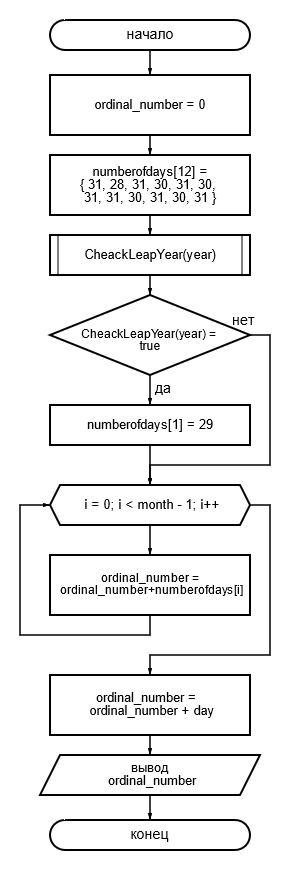 начало
ordinal_number = 0
numberofdays[12] =
{ 31, 28, 31, 30, 31, 30,
31, 31, 30, 31, 30, 31 }
CheackLeapYear(year)
CheackLeapYear(year) =
true
нет
да
numberofdays[1] = 29
i = 0; i < month - 1; i++
ordinal_number =
ordinal_number+numberofdays[i]
ordinal_number =
ordinal_number + day
вывод
ordinal_number
конец